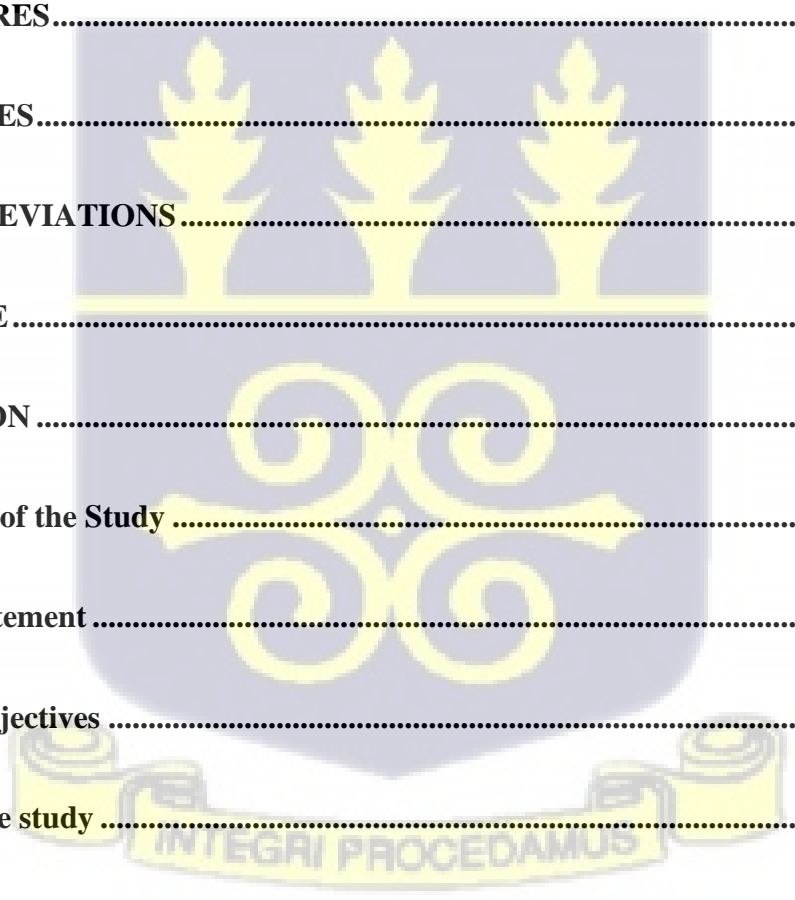 RES................................................................
ES................................................................
EVIATIONS................................................................
E................................................................
ON................................................................
of the Study................................................................
tement................................................................
jectives................................................................
e study................................................................
INTEGRI PROCEDAMUS